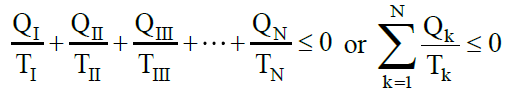 Q_I/T_I + Q_II/T_II + Q_III/T_III + ⋯ + Q_N/T_N ≤ 0 or ∑_{k=1}^{N} Q_k/T_k ≤ 0